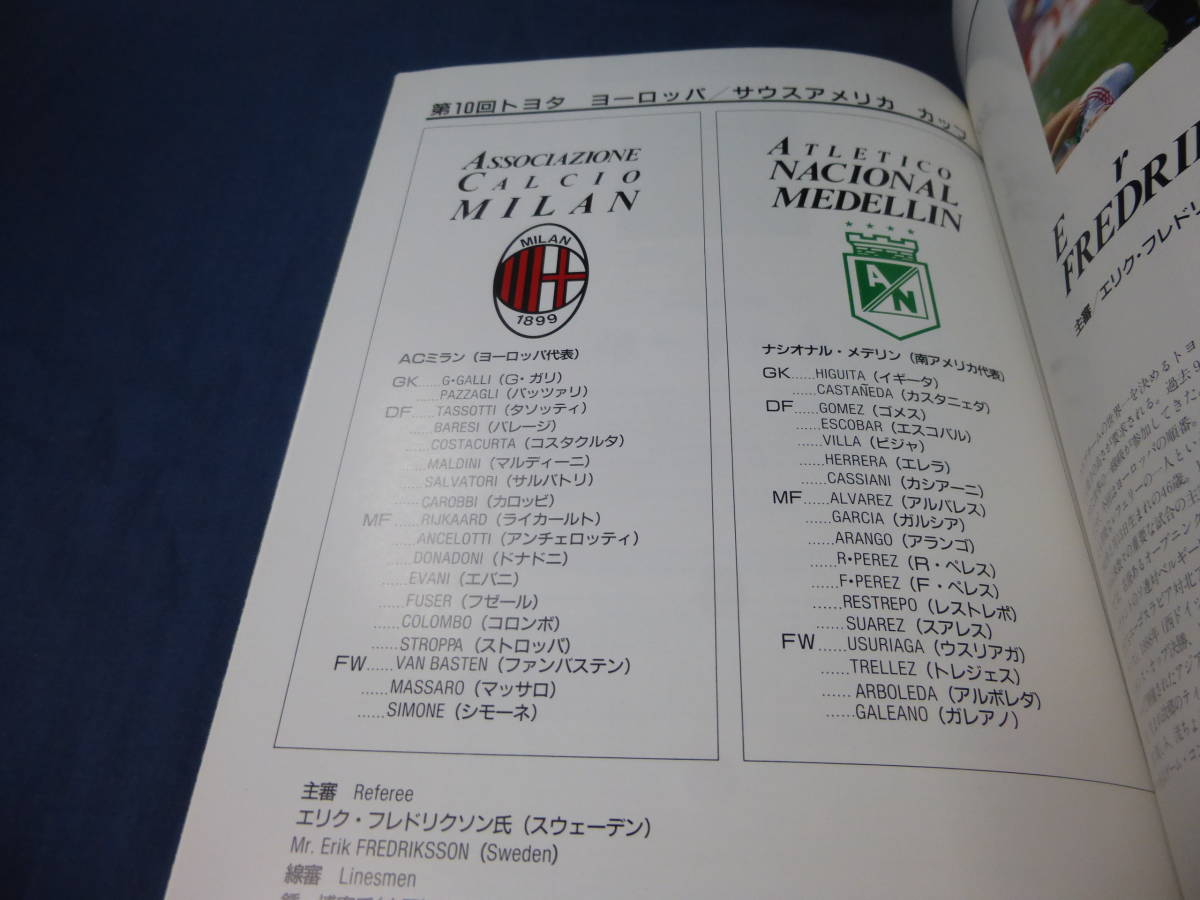 第10回トヨタ ヨーロッパ／サウスアメリカ カップ
ASSOCIAZIONE
CALCIO
MILAN
MILAN
1899
ACミラン（ヨーロッパ代表）
GK……G・GALLI（G・ガリ）
……PAZZAGLI（パッツァリ）
DF……TASSOTTI（タソッティ）
……BARESI（バレージ）
……COSTACURTA（コスタクルタ）
……MALDINI（マルディーニ）
……SALVATORI（サルバトリ）
……CAROBBI（カロッビ）
MF……RIJKAARD（ライカールト）
……ANCELOTTI（アンチェロッティ）
……DONADONI（ドナドニ）
……EVANI（エバニ）
……FUSER（フゼール）
……COLOMBO（コロンボ）
……STROPPA（ストロッパ）
FW……VAN BASTEN（ファンバステン）
……MASSARO（マッサロ）
……SIMONE（シモーネ）
ATLETICO
NACIONAL
MEDELLIN
AN
ナシオナル・メデリン（南アメリカ代表）
GK……HIGUITA（イギータ）
……CASTAÑEDA（カスタニェダ）
DF……GOMEZ（ゴメス）
……ESCOBAR（エスコバル）
……VILLA（ビジャ）
……HERRERA（エレラ）
……CASSIANI（カシアーニ）
MF……ALVAREZ（アルバレス）
……GARCIA（ガルシア）
……ARANGO（アランゴ）
……R・PEREZ（R・ペレス）
……F・PEREZ（F・ペレス）
……RESTREPO（レストレポ）
……SUAREZ（スアレス）
FW……USURIAGA（ウスリアガ）
……TRELLEZ（トレジェス）
……ARBOLEDA（アルボレダ）
……GALEANO（ガレアノ）
主審 Referee
エリク・フレドリクソン氏（スウェーデン）
Mr. Erik FREDRIKSSON (Sweden)
線審 Linesmen
E r
FREDRI
主審／エリク・フレドリ